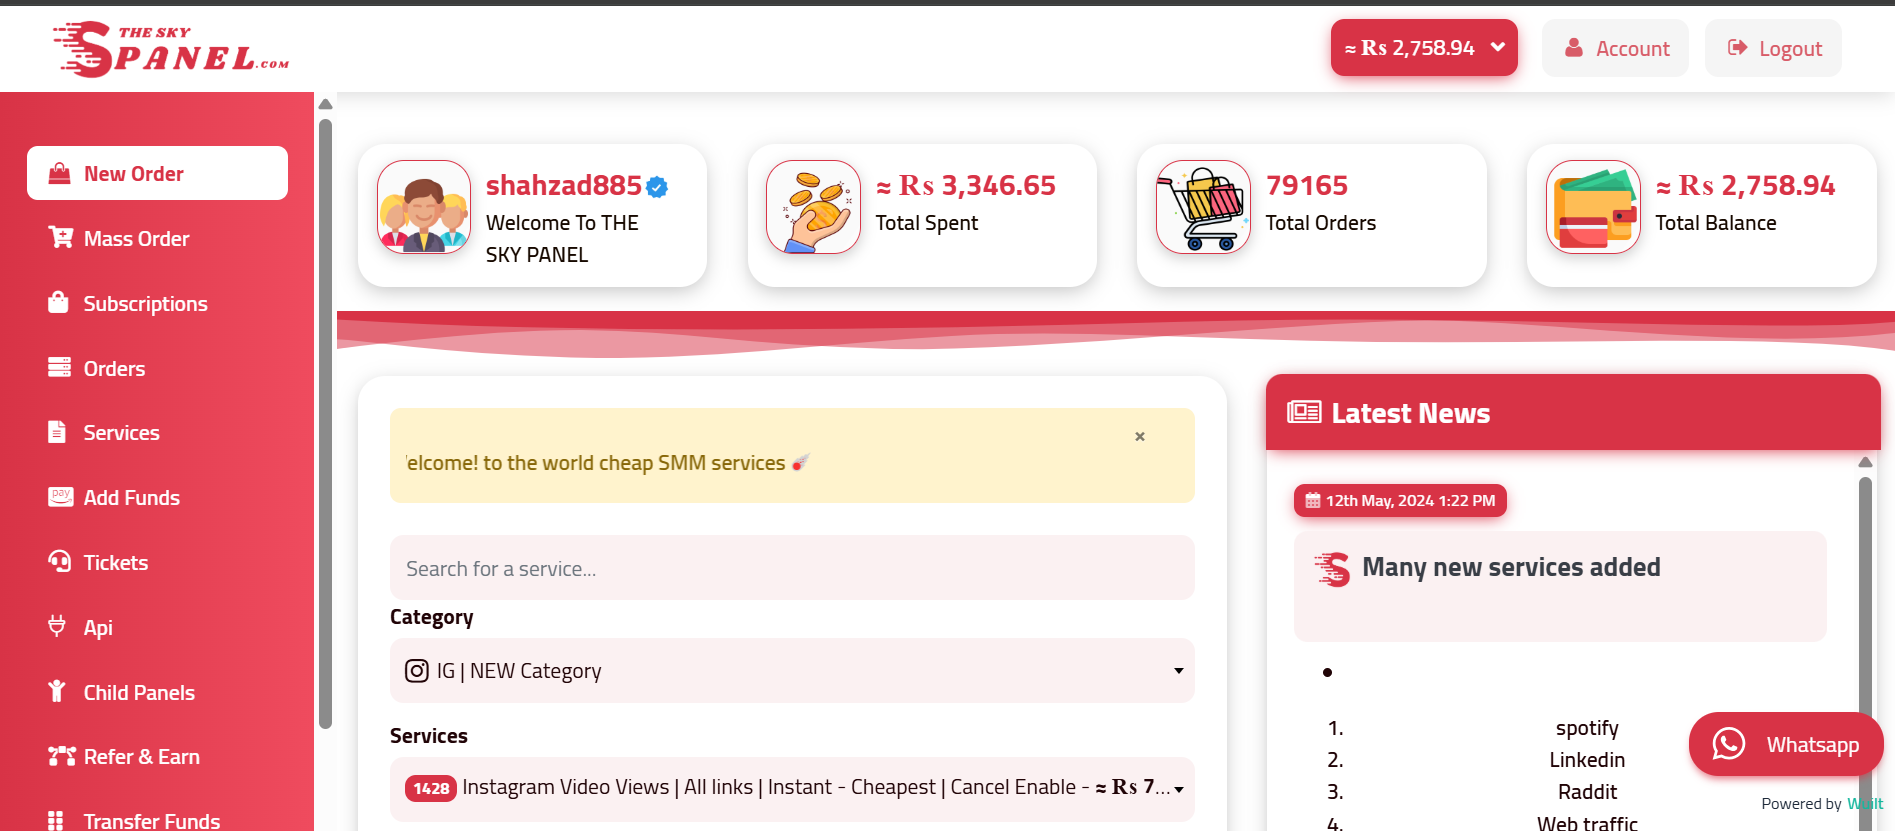 THE SKY
SPANEL.COM
≈ Rs 2,758.94
Account
Logout
New Order
Mass Order
Subscriptions
Orders
Services
pay
Add Funds
Tickets
Api
Child Panels
Refer & Earn
Transfer Funds
shahzad885
Welcome To THE
SKY PANEL
≈ Rs 3,346.65
Total Spent
79165
Total Orders
≈ Rs 2,758.94
Total Balance
×
elcome! to the world cheap SMM services
Search for a service...
Category
IG | NEW Category
Services
1428 Instagram Video Views | All links | Instant - Cheapest | Cancel Enable - ≈ Rs 7...
Latest News
12th May, 2024 1:22 PM
S Many new services added
•
1. spotify
2. Linkedin
3. Raddit
4. Web traffic
Whatsapp
Powered by Wuilt